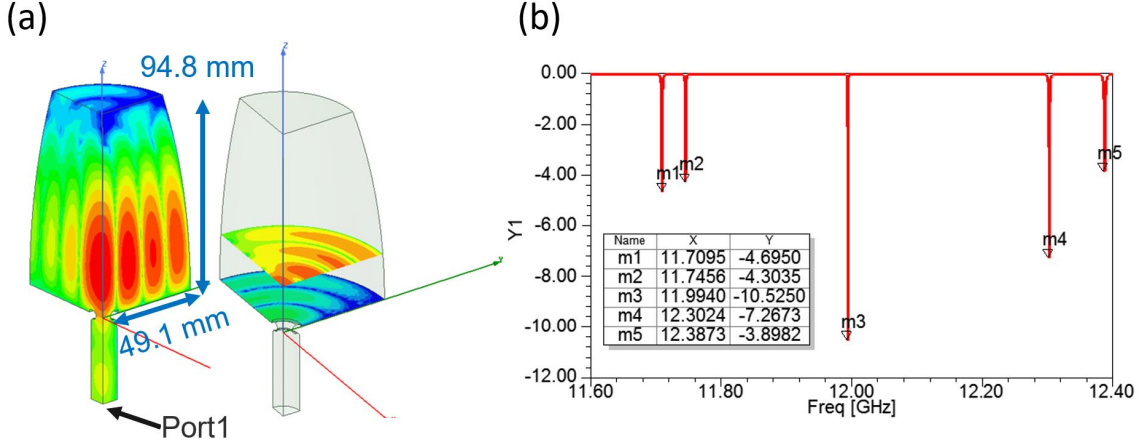 (a)
z
94.8 mm
z
y
49.1 mm
Port1
(b)
0.00
-2.00
-4.00
-6.00
-8.00
-10.00
-12.00
Y1
m1
m2
m3
m4
m5
Name X Y
m1 11.7095 -4.6950
m2 11.7456 -4.3035
m3 11.9940 -10.5250
m4 12.3024 -7.2673
m5 12.3873 -3.8982
11.60 11.80 12.00 12.20 12.40
Freq [GHz]